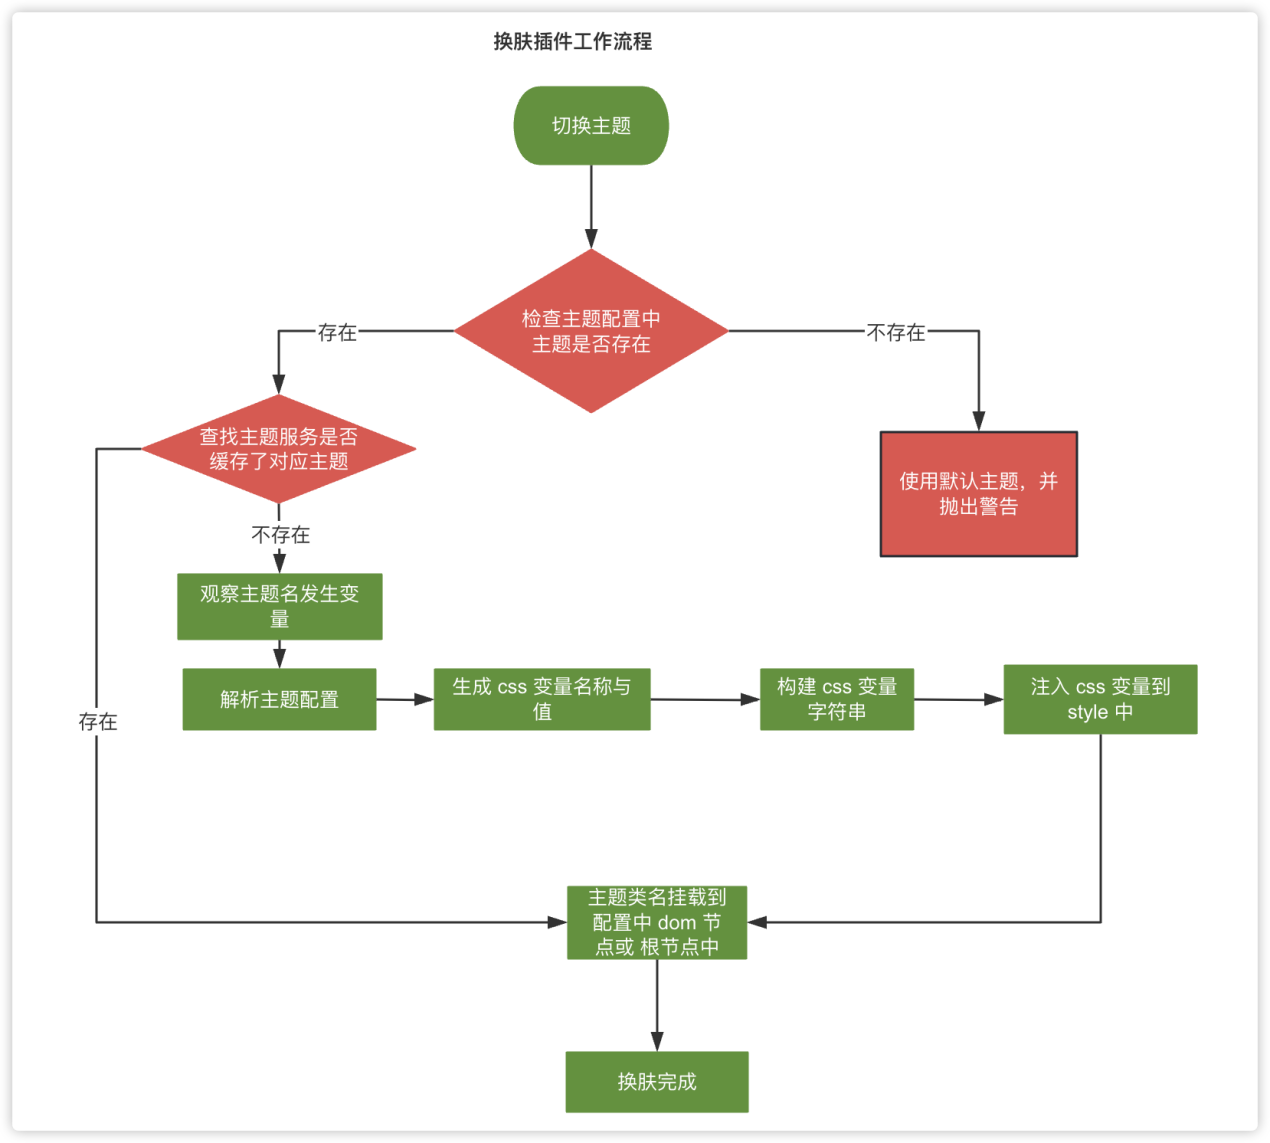 换肤插件工作流程
切换主题
检查主题配置中
主题是否存在
存在
不存在
查找主题服务是否
缓存了对应主题
使用默认主题，并
抛出警告
不存在
观察主题名发生变
量
解析主题配置
生成 css 变量名称与
值
构建 css 变量
字符串
注入 css 变量到
style 中
存在
主题类名挂载到
配置中 dom 节
点或 根节点中
换肤完成